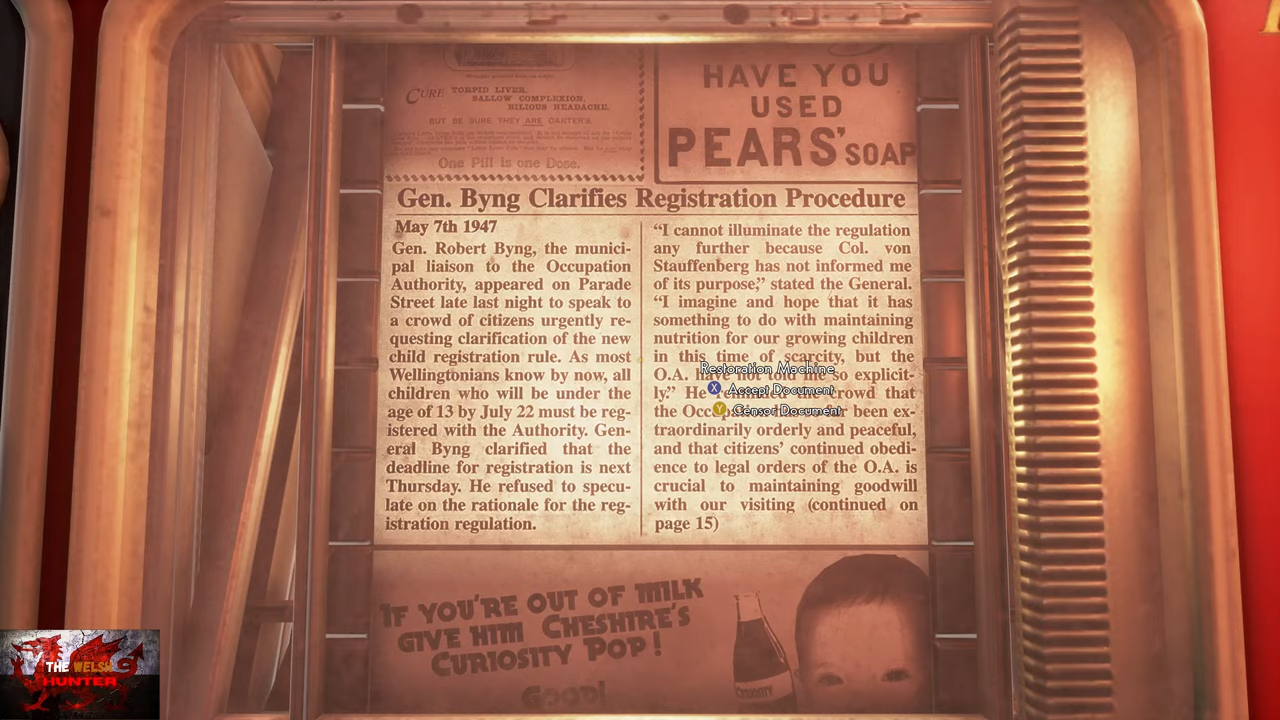 CURE TORPID LIVER,
SALLOW COMPLEXION,
BILIOUS HEADACHE.
BUT BE SURE THEY ARE CARTER'S.
One Pill is one Dose.
HAVE YOU
USED
PEARS' SOAP
Gen. Byng Clarifies Registration Procedure
May 7th 1947
Gen. Robert Byng, the munici-
pal liaison to the Occupation
Authority, appeared on Parade
Street late last night to speak to
a crowd of citizens urgently re-
questing clarification of the new
child registration rule. As most
Wellingtonians know by now, all
children who will be under the
age of 13 by July 22 must be reg-
istered with the Authority. Gen-
eral Byng clarified that the
deadline for registration is next
Thursday. He refused to specu-
late on the rationale for the reg-
istration regulation.
“I cannot illuminate the regulation
any further because Col. von
Stauffenberg has not informed me
of its purpose,” stated the General.
“I imagine and hope that it has
something to do with maintaining
nutrition for our growing children
in this time of scarcity, but the
O.A. have not told me so explicit-
ly.” He reminded the crowd that
the Occupation has so far been ex-
traordinarily orderly and peaceful,
and that citizens' continued obedi-
ence to legal orders of the O.A. is
crucial to maintaining goodwill
with our visiting (continued on
page 15)
Restoration Machine
X Accept Document
Y Censor Document
IF YOU'RE OUT OF MILK
GIVE HIM CHESHIRE'S
CURIOSITY POP!
GOOD!
CURIOSITY
THE WELSH
HUNTER